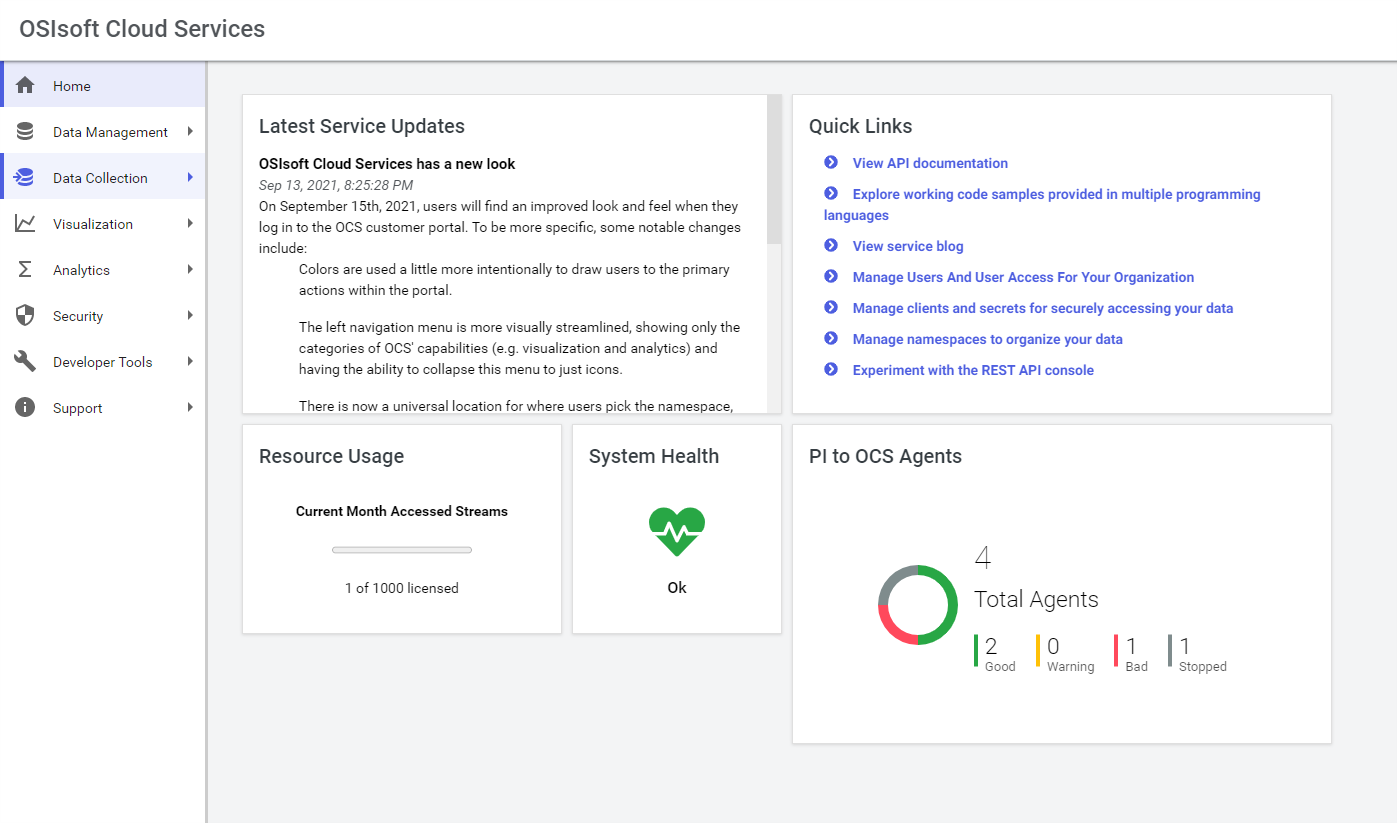 OSIsoft Cloud Services
Home
Data Management
Data Collection
Visualization
Analytics
Security
Developer Tools
Support
Latest Service Updates
OSIsoft Cloud Services has a new look
Sep 13, 2021, 8:25:28 PM
On September 15th, 2021, users will find an improved look and feel when they
log in to the OCS customer portal. To be more specific, some notable changes
include:
Colors are used a little more intentionally to draw users to the primary
actions within the portal.
The left navigation menu is more visually streamlined, showing only the
categories of OCS' capabilities (e.g. visualization and analytics) and
having the ability to collapse this menu to just icons.
There is now a universal location for where users pick the namespace,
Quick Links
View API documentation
Explore working code samples provided in multiple programming
languages
View service blog
Manage Users And User Access For Your Organization
Manage clients and secrets for securely accessing your data
Manage namespaces to organize your data
Experiment with the REST API console
Resource Usage
Current Month Accessed Streams
1 of 1000 licensed
System Health
Ok
PI to OCS Agents
4
Total Agents
2
Good
0
Warning
1
Bad
1
Stopped